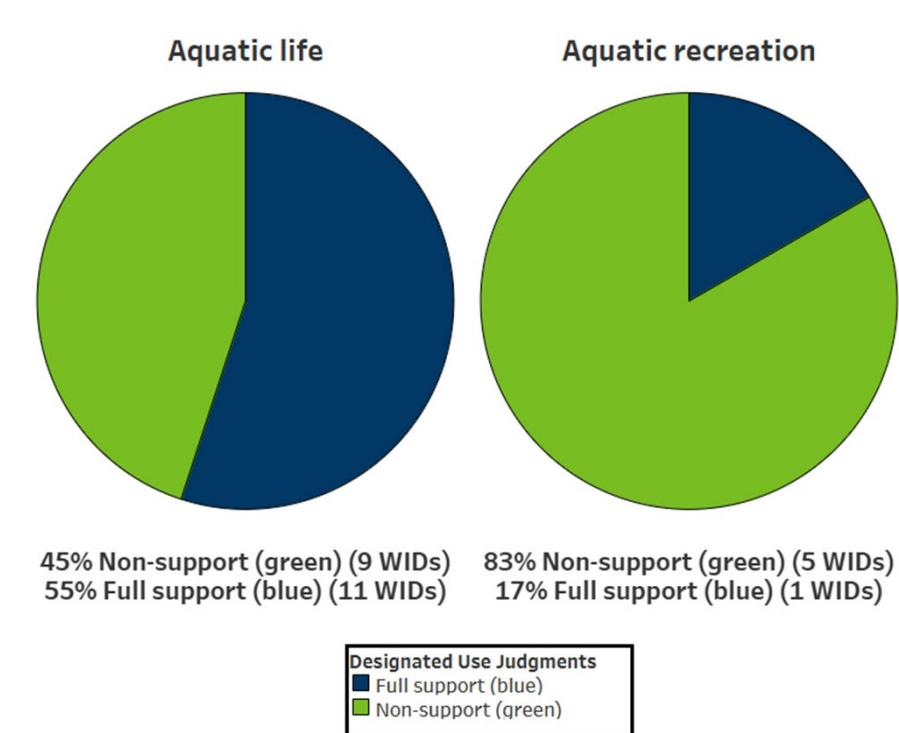 Aquatic life
Aquatic recreation
45% Non-support (green) (9 WIDs)
55% Full support (blue) (11 WIDs)
83% Non-support (green) (5 WIDs)
17% Full support (blue) (1 WIDs)
Designated Use Judgments
Full support (blue)
Non-support (green)